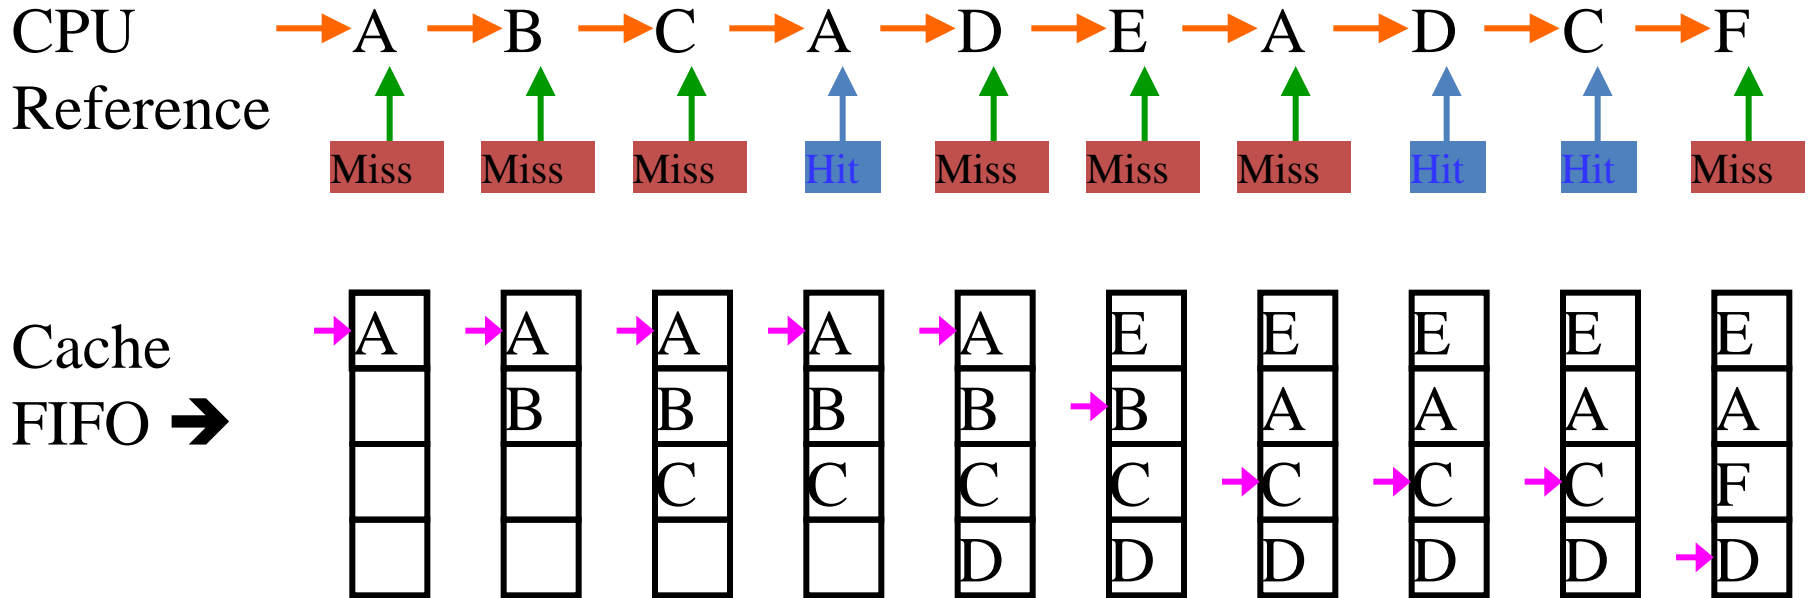 CPU A B C A D E A D C F
Reference
Miss Miss Miss Hit Miss Miss Miss Hit Hit Miss
Cache A A A A A E E E E E
FIFO B B B B B A A A A
C C C C C C C F
D D D D D D